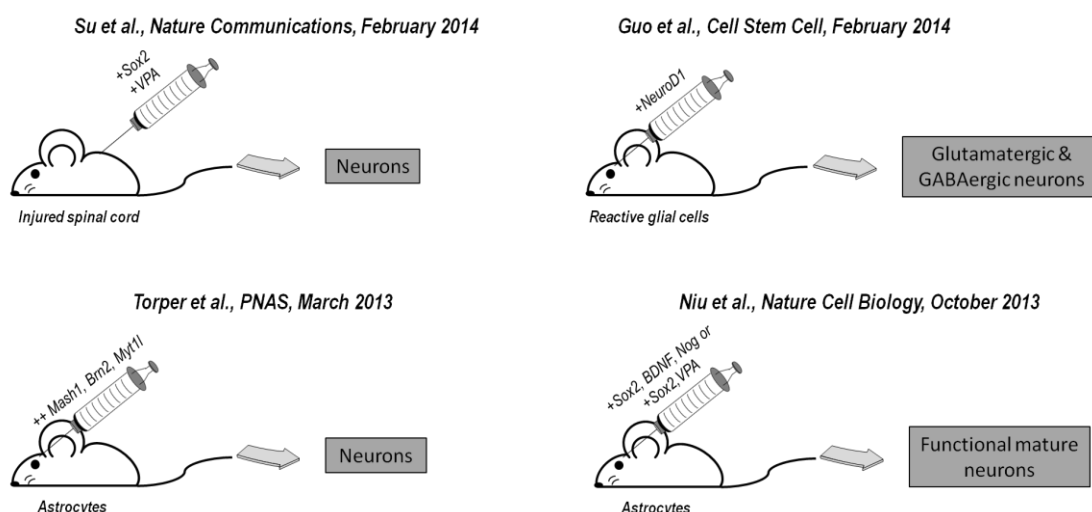 Su et al., Nature Communications, February 2014
+Sox2
+VPA
Neurons
Injured spinal cord
Guo et al., Cell Stem Cell, February 2014
+NeuroD1
Glutamatergic &
GABAergic neurons
Reactive glial cells
Torper et al., PNAS, March 2013
++ Mash1, Brn2, Myt1l
Neurons
Astrocytes
Niu et al., Nature Cell Biology, October 2013
+Sox2, BDNF, Nog or
+Sox2,VPA
Functional mature
neurons
Astrocytes